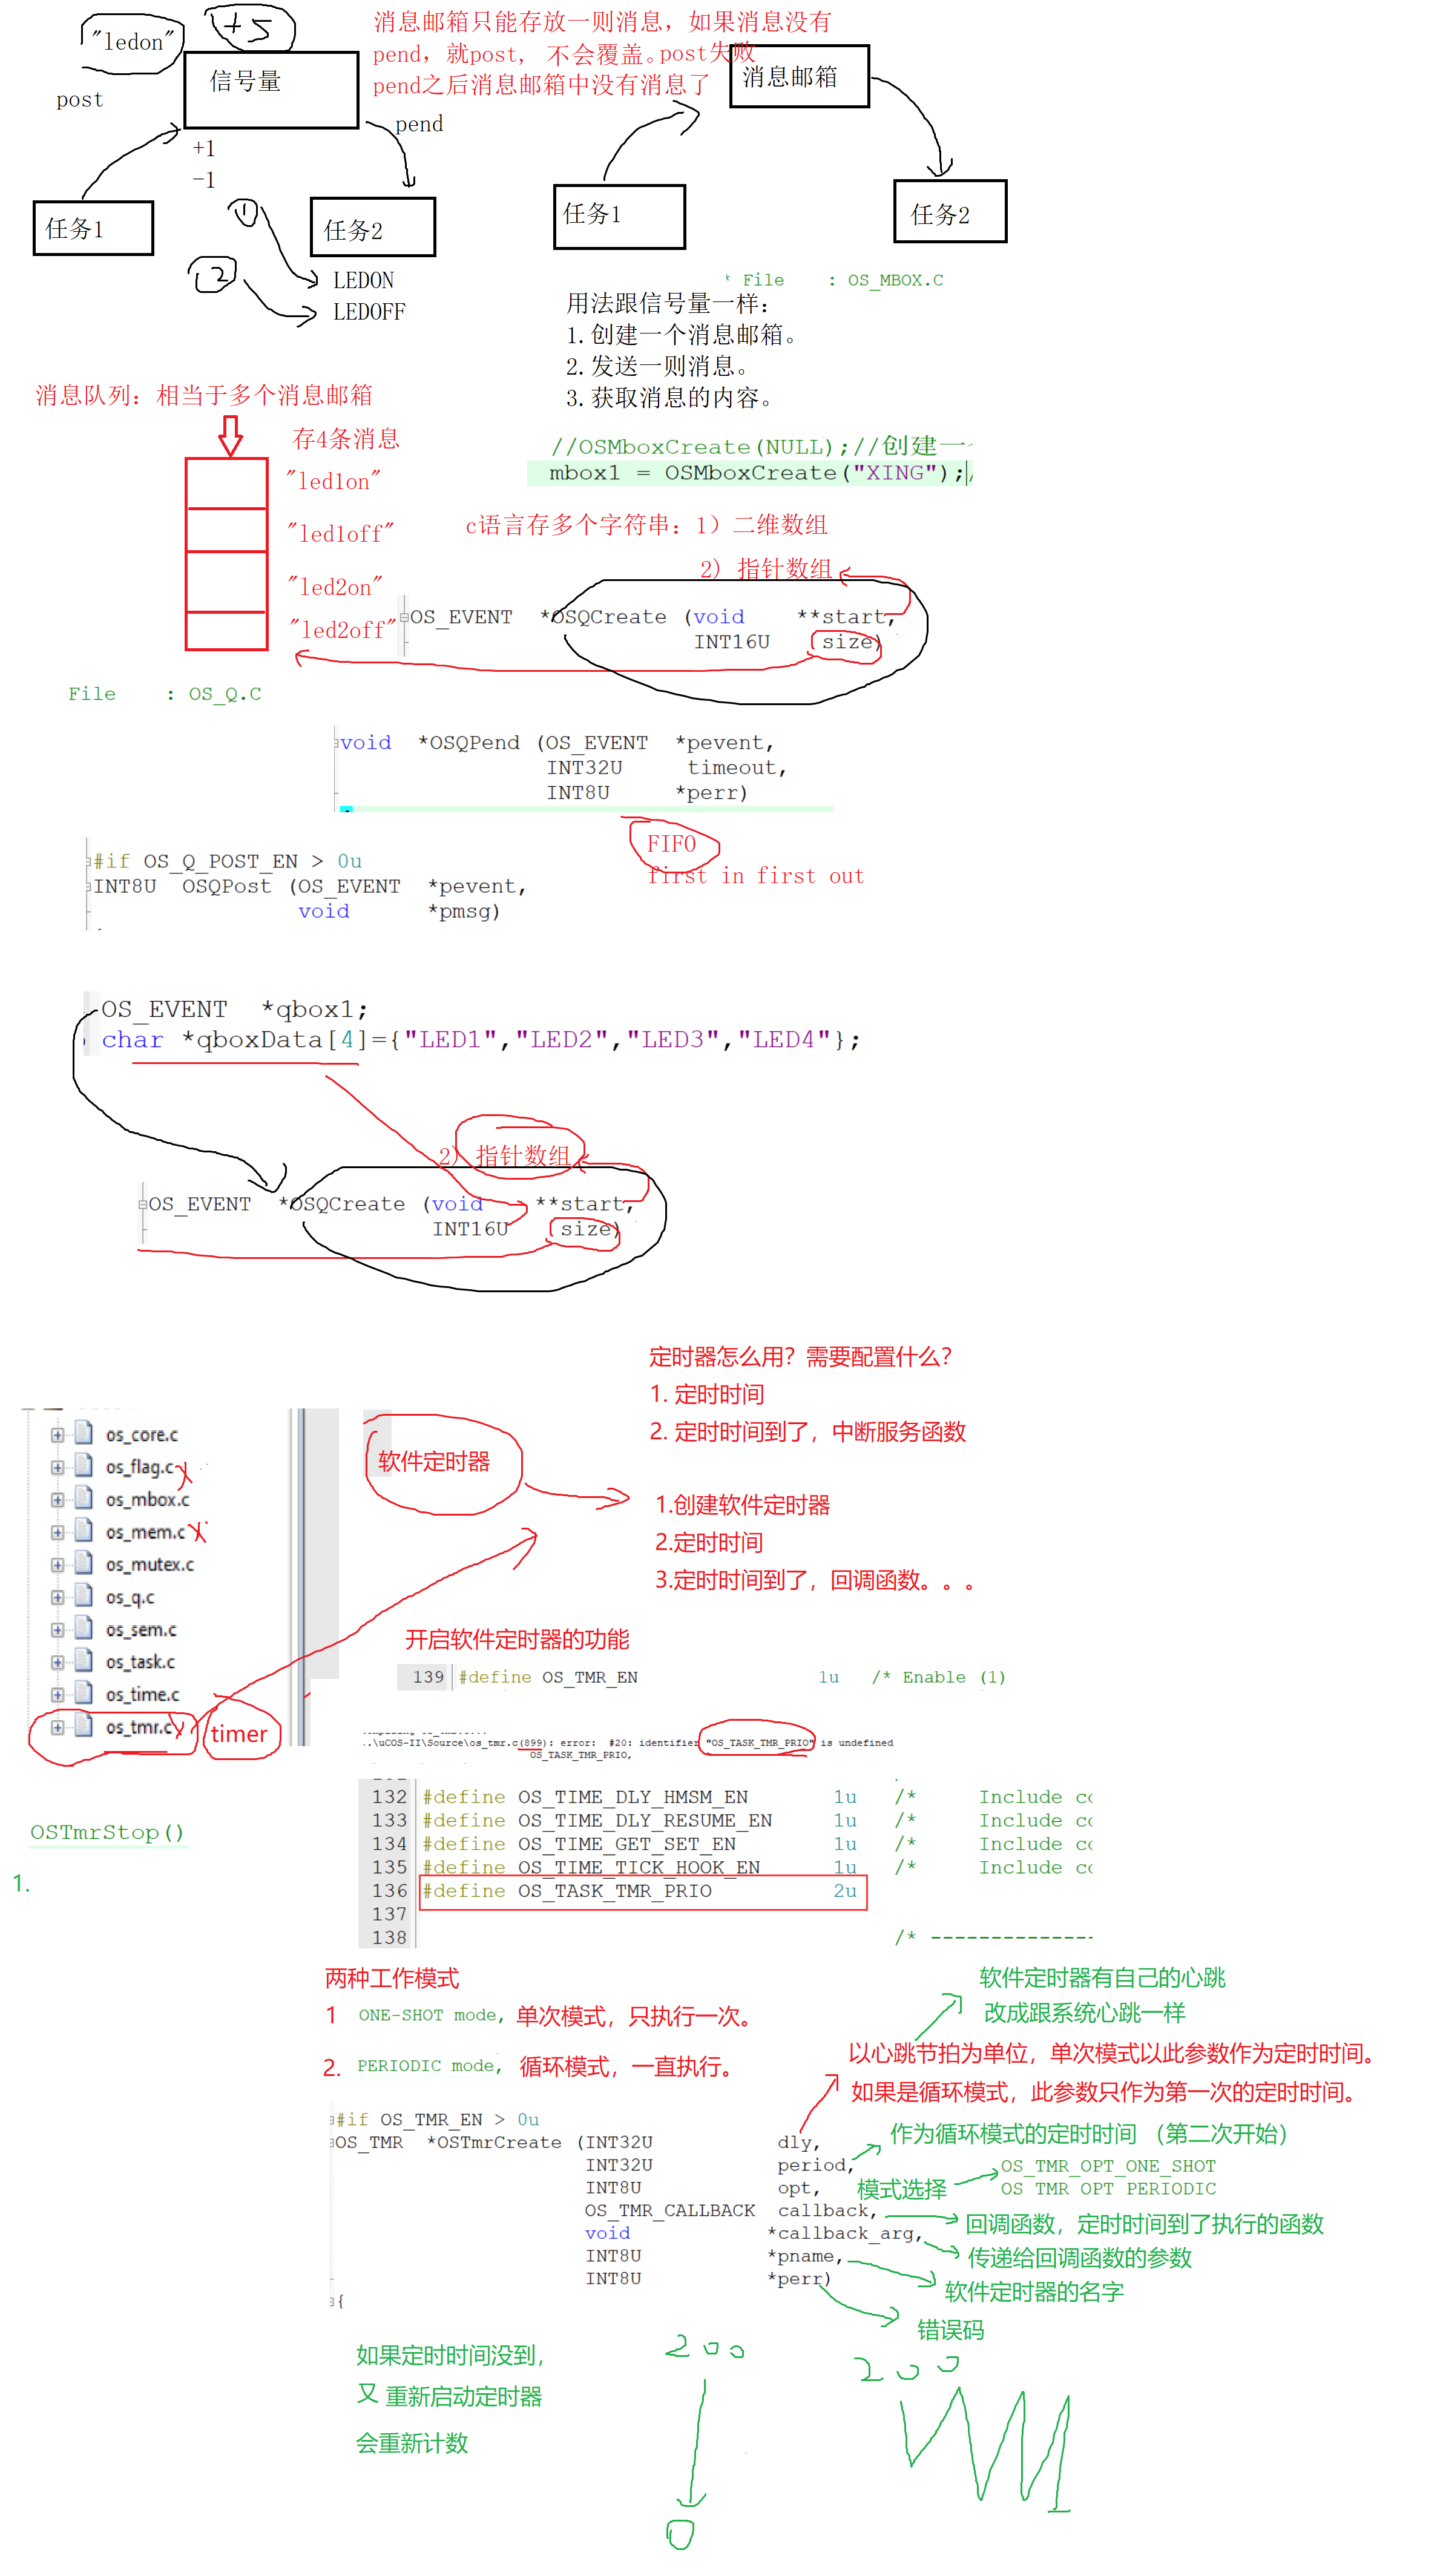 "ledon"
+5
信号量
post
pend
+1
-1
任务1
任务2
1
2
LEDON
LEDOFF
消息邮箱只能存放一则消息，如果消息没有
pend，就post，不会覆盖。post失败
pend之后消息邮箱中没有消息了
消息邮箱
任务1
任务2
* File : OS_MBOX.C
用法跟信号量一样：
1.创建一个消息邮箱。
2.发送一则消息。
3.获取消息的内容。
消息队列：相当于多个消息邮箱
存4条消息
"led1on"
"led1off"
"led2on"
"led2off"
//OSMboxCreate(NULL);//创建一
mbox1 = OSMboxCreate("XING");
c语言存多个字符串：1）二维数组
2）指针数组
OS_EVENT *OSQCreate (void **start,
INT16U size)
File : OS_Q.C
void *OSQPend (OS_EVENT *pevent,
INT32U timeout,
INT8U *perr)
FIFO
first in first out
#if OS_Q_POST_EN > 0u
INT8U OSQPost (OS_EVENT *pevent,
void *pmsg)
OS_EVENT *qbox1;
char *qboxData[4]={"LED1","LED2","LED3","LED4"};
2）指针数组
OS_EVENT *OSQCreate (void **start,
INT16U size)
定时器怎么用？需要配置什么？
1. 定时时间
2. 定时时间到了，中断服务函数
os_core.c
os_flag.c
os_mbox.c
os_mem.c
os_mutex.c
os_q.c
os_sem.c
os_task.c
os_time.c
os_tmr.c
timer
软件定时器
1.创建软件定时器
2.定时时间
3.定时时间到了，回调函数。。。
开启软件定时器的功能
139 #define OS_TMR_EN 1u /* Enable (1)
..\uCOS-II\Source\os_tmr.c(899): error: #20: identifier "OS_TASK_TMR_PRIO" is undefined
OS_TASK_TMR_PRIO,
132 #define OS_TIME_DLY_HMSM_EN 1u /* Include co
133 #define OS_TIME_DLY_RESUME_EN 1u /* Include co
134 #define OS_TIME_GET_SET_EN 1u /* Include co
135 #define OS_TIME_TICK_HOOK_EN 1u /* Include co
136 #define OS_TASK_TMR_PRIO 2u
137
138 /* --------------
OSTmrStop()
1.
两种工作模式
1 ONE-SHOT mode, 单次模式，只执行一次。
2. PERIODIC mode, 循环模式，一直执行。
软件定时器有自己的心跳
改成跟系统心跳一样
以心跳节拍为单位，单次模式以此参数作为定时时间。
如果是循环模式，此参数只作为第一次的定时时间。
#if OS_TMR_EN > 0u
OS_TMR *OSTmrCreate (INT32U dly,
INT32U period,
INT8U opt,
OS_TMR_CALLBACK callback,
void *callback_arg,
INT8U *pname,
INT8U *perr)
{
作为循环模式的定时时间 （第二次开始）
模式选择
OS_TMR_OPT_ONE_SHOT
OS_TMR_OPT_PERIODIC
回调函数，定时时间到了执行的函数
传递给回调函数的参数
软件定时器的名字
错误码
如果定时时间没到，
又 重新启动定时器
会重新计数
200
0
200